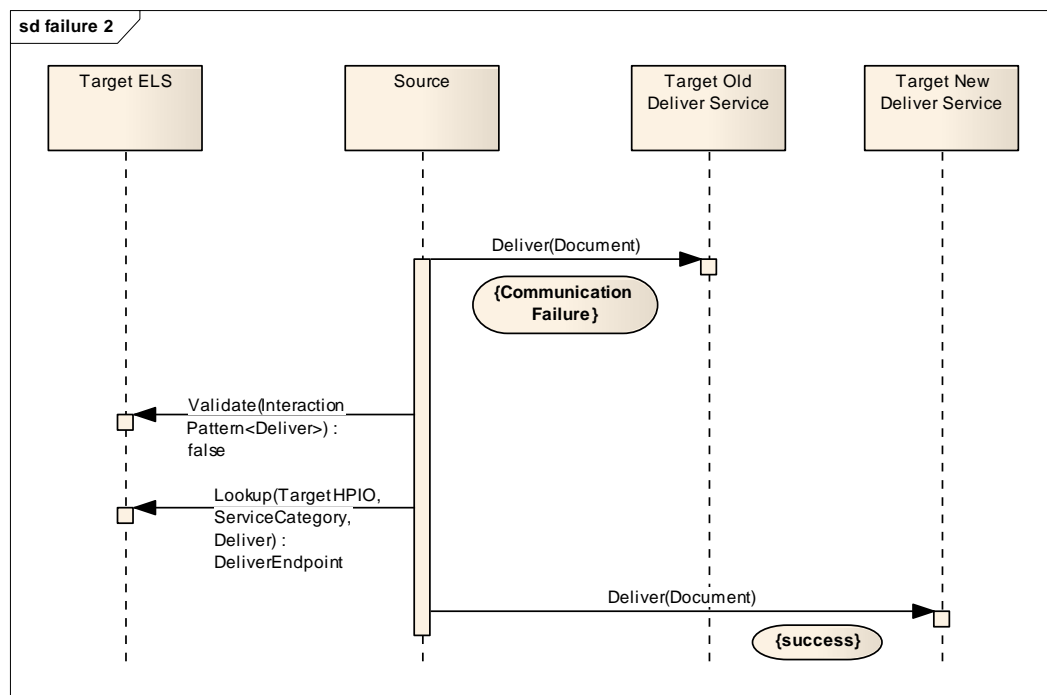 sd failure 2
Target ELS
Source
Target Old
Deliver Service
Target New
Deliver Service
Deliver(Document)
{Communication
Failure}
Validate(Interaction
Pattern<Deliver>) :
false
Lookup(TargetHPIO,
ServiceCategory,
Deliver) :
DeliverEndpoint
Deliver(Document)
{success}